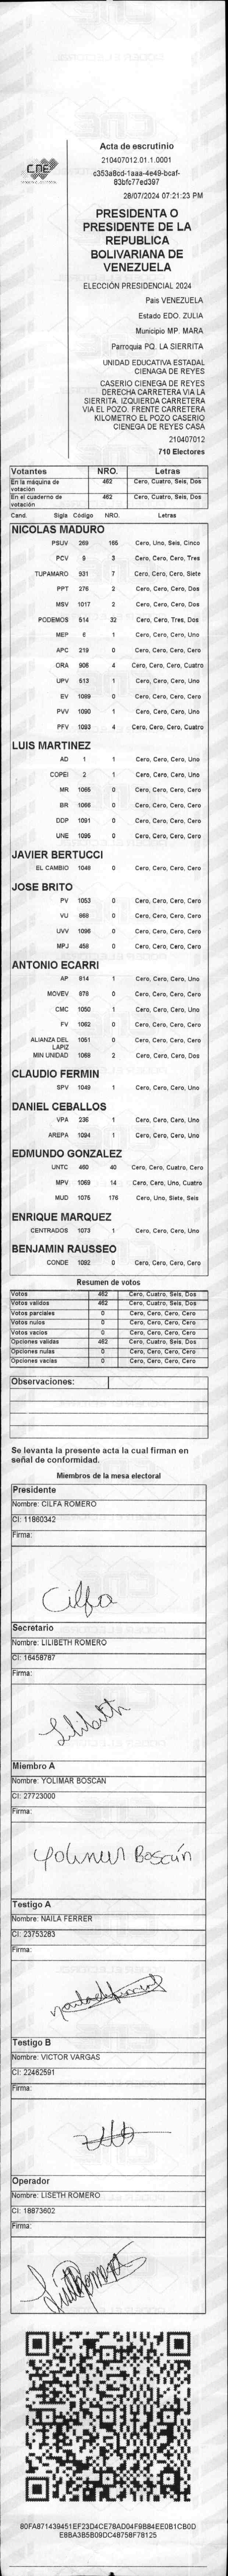 CNE
Acta de escrutinio
210407012.01.1.0001
c353a8cd-1aaa-4e49-bcaf-
83bfc77ed397
28/07/2024 07:21:23 PM
PRESIDENTA O
PRESIDENTE DE LA
REPUBLICA
BOLIVARIANA DE
VENEZUELA
ELECCIÓN PRESIDENCIAL 2024
Pais VENEZUELA
Estado EDO. ZULIA
Municipio MP. MARA
Parroquia PQ. LA SIERRITA
UNIDAD EDUCATIVA ESTADAL
CIENAGA DE REYES
CASERIO CIENEGA DE REYES
DERECHA CARRETERA VIA LA
SIERRITA. IZQUIERDA CARRETERA
VIA EL POZO. FRENTE CARRETERA
KILOMETRO EL POZO CASERIO
CIENEGA DE REYES CASA
210407012
710 Electores
Votantes NRO. Letras
En la máquina de votación 462 Cero, Cuatro, Seis, Dos
En el cuaderno de votación 462 Cero, Cuatro, Seis, Dos
Cand. Sigla Código NRO. Letras
NICOLAS MADURO
PSUV 269 165 Cero, Uno, Seis, Cinco
PCV 9 3 Cero, Cero, Cero, Tres
TUPAMARO 931 7 Cero, Cero, Cero, Siete
PPT 276 2 Cero, Cero, Cero, Dos
MSV 1017 2 Cero, Cero, Cero, Dos
PODEMOS 514 32 Cero, Cero, Tres, Dos
MEP 6 1 Cero, Cero, Cero, Uno
APC 219 0 Cero, Cero, Cero, Cero
ORA 906 4 Cero, Cero, Cero, Cuatro
UPV 513 1 Cero, Cero, Cero, Uno
EV 1099 0 Cero, Cero, Cero, Cero
PVV 1090 1 Cero, Cero, Cero, Uno
PFV 1093 4 Cero, Cero, Cero, Cuatro
LUIS MARTINEZ
AD 1 1 Cero, Cero, Cero, Uno
COPEI 2 1 Cero, Cero, Cero, Uno
MR 1065 0 Cero, Cero, Cero, Cero
BR 1066 0 Cero, Cero, Cero, Cero
DDP 1091 0 Cero, Cero, Cero, Cero
UNE 1095 0 Cero, Cero, Cero, Cero
JAVIER BERTUCCI
EL CAMBIO 1048 0 Cero, Cero, Cero, Cero
JOSE BRITO
PV 1053 0 Cero, Cero, Cero, Cero
VU 868 0 Cero, Cero, Cero, Cero
UVV 1096 0 Cero, Cero, Cero, Cero
MPJ 458 0 Cero, Cero, Cero, Cero
ANTONIO ECARRI
AP 814 1 Cero, Cero, Cero, Uno
MOVEV 878 0 Cero, Cero, Cero, Cero
CMC 1050 1 Cero, Cero, Cero, Uno
FV 1062 0 Cero, Cero, Cero, Cero
ALIANZA DEL LAPIZ 1051 0 Cero, Cero, Cero, Cero
MIN UNIDAD 1068 2 Cero, Cero, Cero, Dos
CLAUDIO FERMIN
SPV 1049 1 Cero, Cero, Cero, Uno
DANIEL CEBALLOS
VPA 236 1 Cero, Cero, Cero, Uno
AREPA 1094 1 Cero, Cero, Cero, Uno
EDMUNDO GONZALEZ
UNTC 460 40 Cero, Cero, Cuatro, Cero
MPV 1069 14 Cero, Cero, Uno, Cuatro
MUD 1075 176 Cero, Uno, Siete, Seis
ENRIQUE MARQUEZ
CENTRADOS 1073 1 Cero, Cero, Cero, Uno
BENJAMIN RAUSSEO
CONDE 1092 0 Cero, Cero, Cero, Cero
Resumen de votos
Votos 462 Cero, Cuatro, Seis, Dos
Votos validos 462 Cero, Cuatro, Seis, Dos
Votos parciales 0 Cero, Cero, Cero, Cero
Votos nulos 0 Cero, Cero, Cero, Cero
Votos vacios 0 Cero, Cero, Cero, Cero
Opciones validas 462 Cero, Cuatro, Seis, Dos
Opciones nulas 0 Cero, Cero, Cero, Cero
Opciones vacias 0 Cero, Cero, Cero, Cero
Observaciones:
Se levanta la presente acta la cual firman en
señal de conformidad.
Miembros de la mesa electoral
Presidente
Nombre: CILFA ROMERO
CI: 11860342
Firma:
Cilfa
Secretario
Nombre: LILIBETH ROMERO
CI: 16458787
Firma:
Lilibeth
Miembro A
Nombre: YOLIMAR BOSCAN
CI: 27723000
Firma:
Yolimar Boscán
Testigo A
Nombre: NAILA FERRER
CI: 23753283
Firma:
Testigo B
Nombre: VICTOR VARGAS
CI: 22462591
Firma:
Operador
Nombre: LISETH ROMERO
CI: 18873602
Firma:
80FA871439451EF23D4CE78AD04F9B84EE0B1CB0D
E8BA3B5B09DC48758F78125